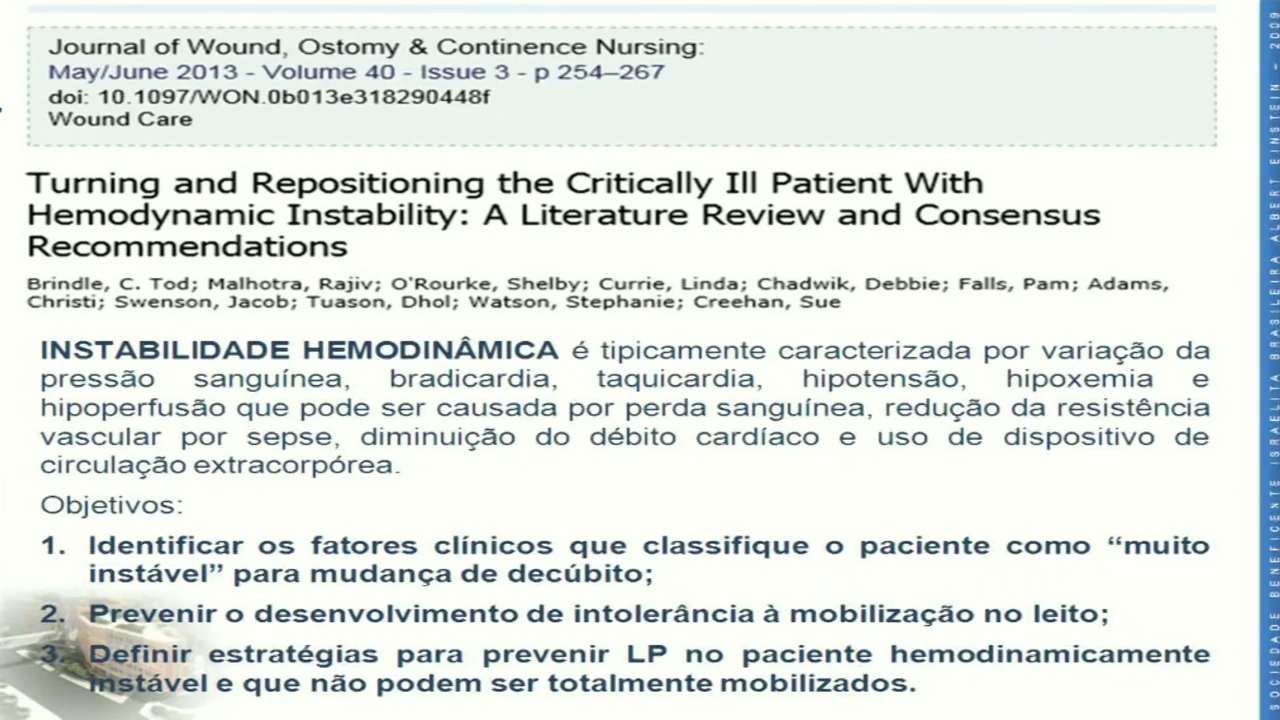 Journal of Wound, Ostomy & Continence Nursing:
May/June 2013 - Volume 40 - Issue 3 - p 254–267
doi: 10.1097/WON.0b013e318290448f
Wound Care
Turning and Repositioning the Critically Ill Patient With
Hemodynamic Instability: A Literature Review and Consensus
Recommendations
Brindle, C. Tod; Malhotra, Rajiv; O'Rourke, Shelby; Currie, Linda; Chadwik, Debbie; Falls, Pam; Adams,
Christi; Swenson, Jacob; Tuason, Dhol; Watson, Stephanie; Creehan, Sue
INSTABILIDADE HEMODINÂMICA é tipicamente caracterizada por variação da
pressão sanguínea, bradicardia, taquicardia, hipotensão, hipoxemia e
hipoperfusão que pode ser causada por perda sanguínea, redução da resistência
vascular por sepse, diminuição do débito cardíaco e uso de dispositivo de
circulação extracorpórea.
Objetivos:
1. Identificar os fatores clínicos que classifique o paciente como “muito
instável” para mudança de decúbito;
2. Prevenir o desenvolvimento de intolerância à mobilização no leito;
3. Definir estratégias para prevenir LP no paciente hemodinamicamente
instável e que não podem ser totalmente mobilizados.
SOCIEDADE BENEFICENTE ISRAELITA BRASILEIRA ALBERT EINSTEIN - 2009